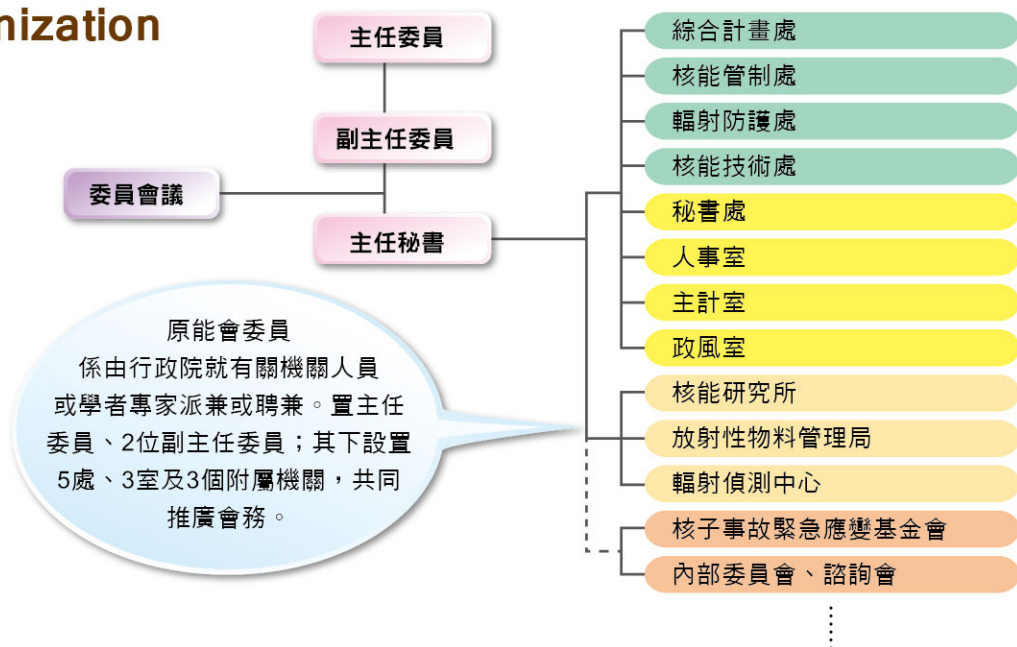 nization
主任委員
副主任委員
委員會議
主任秘書
原能會委員
係由行政院就有關機關人員
或學者專家派兼或聘兼。置主任
委員、2位副主任委員；其下設置
5處、3室及3個附屬機關，共同
推廣會務。
綜合計畫處
核能管制處
輻射防護處
核能技術處
秘書處
人事室
主計室
政風室
核能研究所
放射性物料管理局
輻射偵測中心
核子事故緊急應變基金會
內部委員會、諮詢會